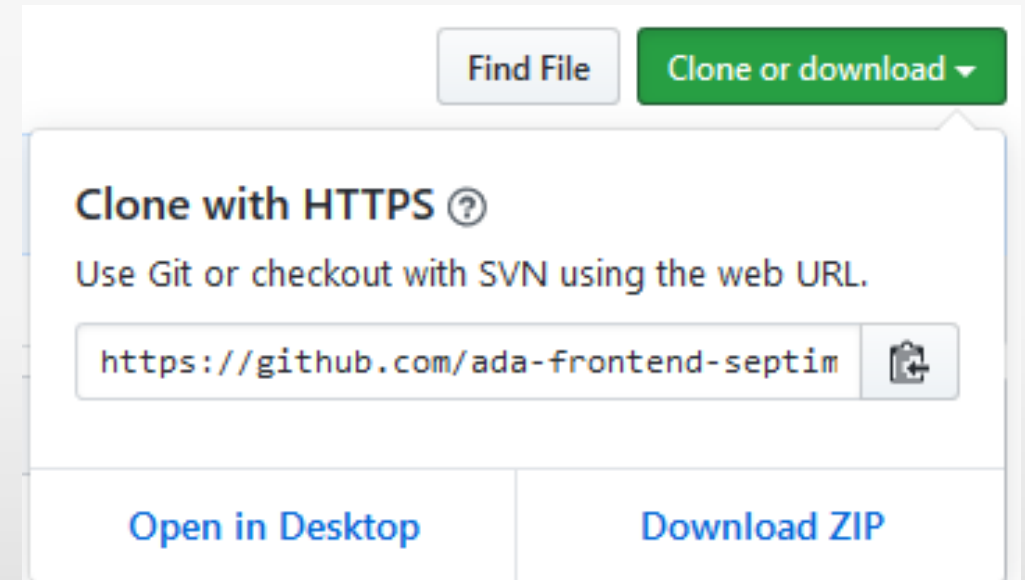 Find File
Clone or download
Clone with HTTPS
Use Git or checkout with SVN using the web URL.
https://github.com/ada-frontend-septim
Open in Desktop
Download ZIP